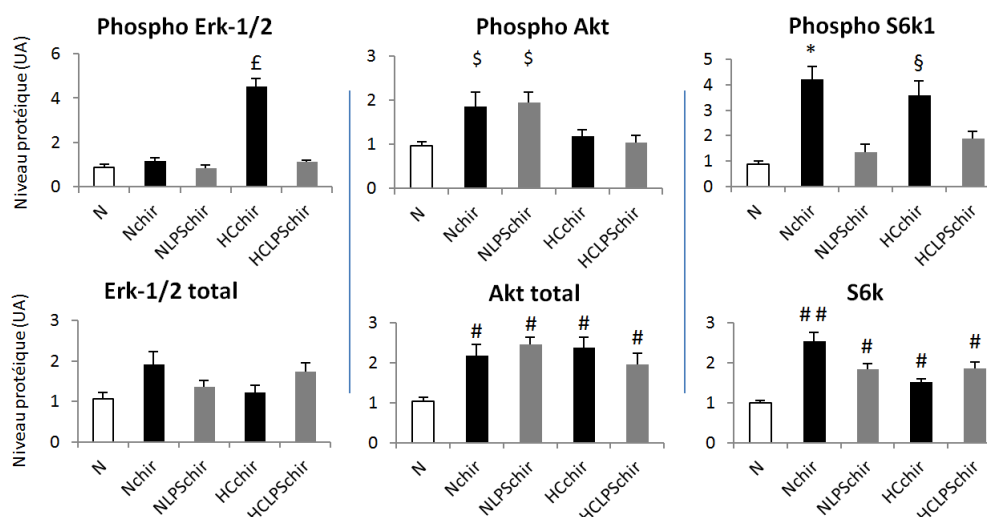 Phospho Erk-1/2
Phospho Akt
Phospho S6k1
Niveau protéique (UA)
6
4
2
0
£
N
Nchir
NLPSchir
HCchir
HCLPSchir
3
2
1
0
$ $
N
Nchir
NLPSchir
HCchir
HCLPSchir
5
4
3
2
1
0
* §
N
Nchir
NLPSchir
HCchir
HCLPSchir
Erk-1/2 total
Akt total
S6k
Niveau protéique (UA)
3
2
1
0
N
Nchir
NLPSchir
HCchir
HCLPSchir
3
2
1
0
# # # #
N
Nchir
NLPSchir
HCchir
HCLPSchir
3
2
1
0
# # # # #
N
Nchir
NLPSchir
HCchir
HCLPSchir